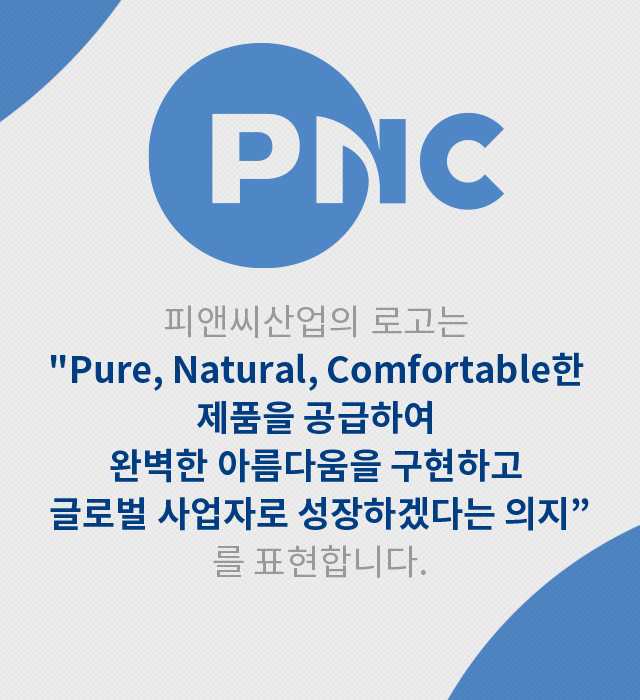 PNC
피앤씨산업의 로고는
"Pure, Natural, Comfortable한
제품을 공급하여
완벽한 아름다움을 구현하고
글로벌 사업자로 성장하겠다는 의지”
를 표현합니다.